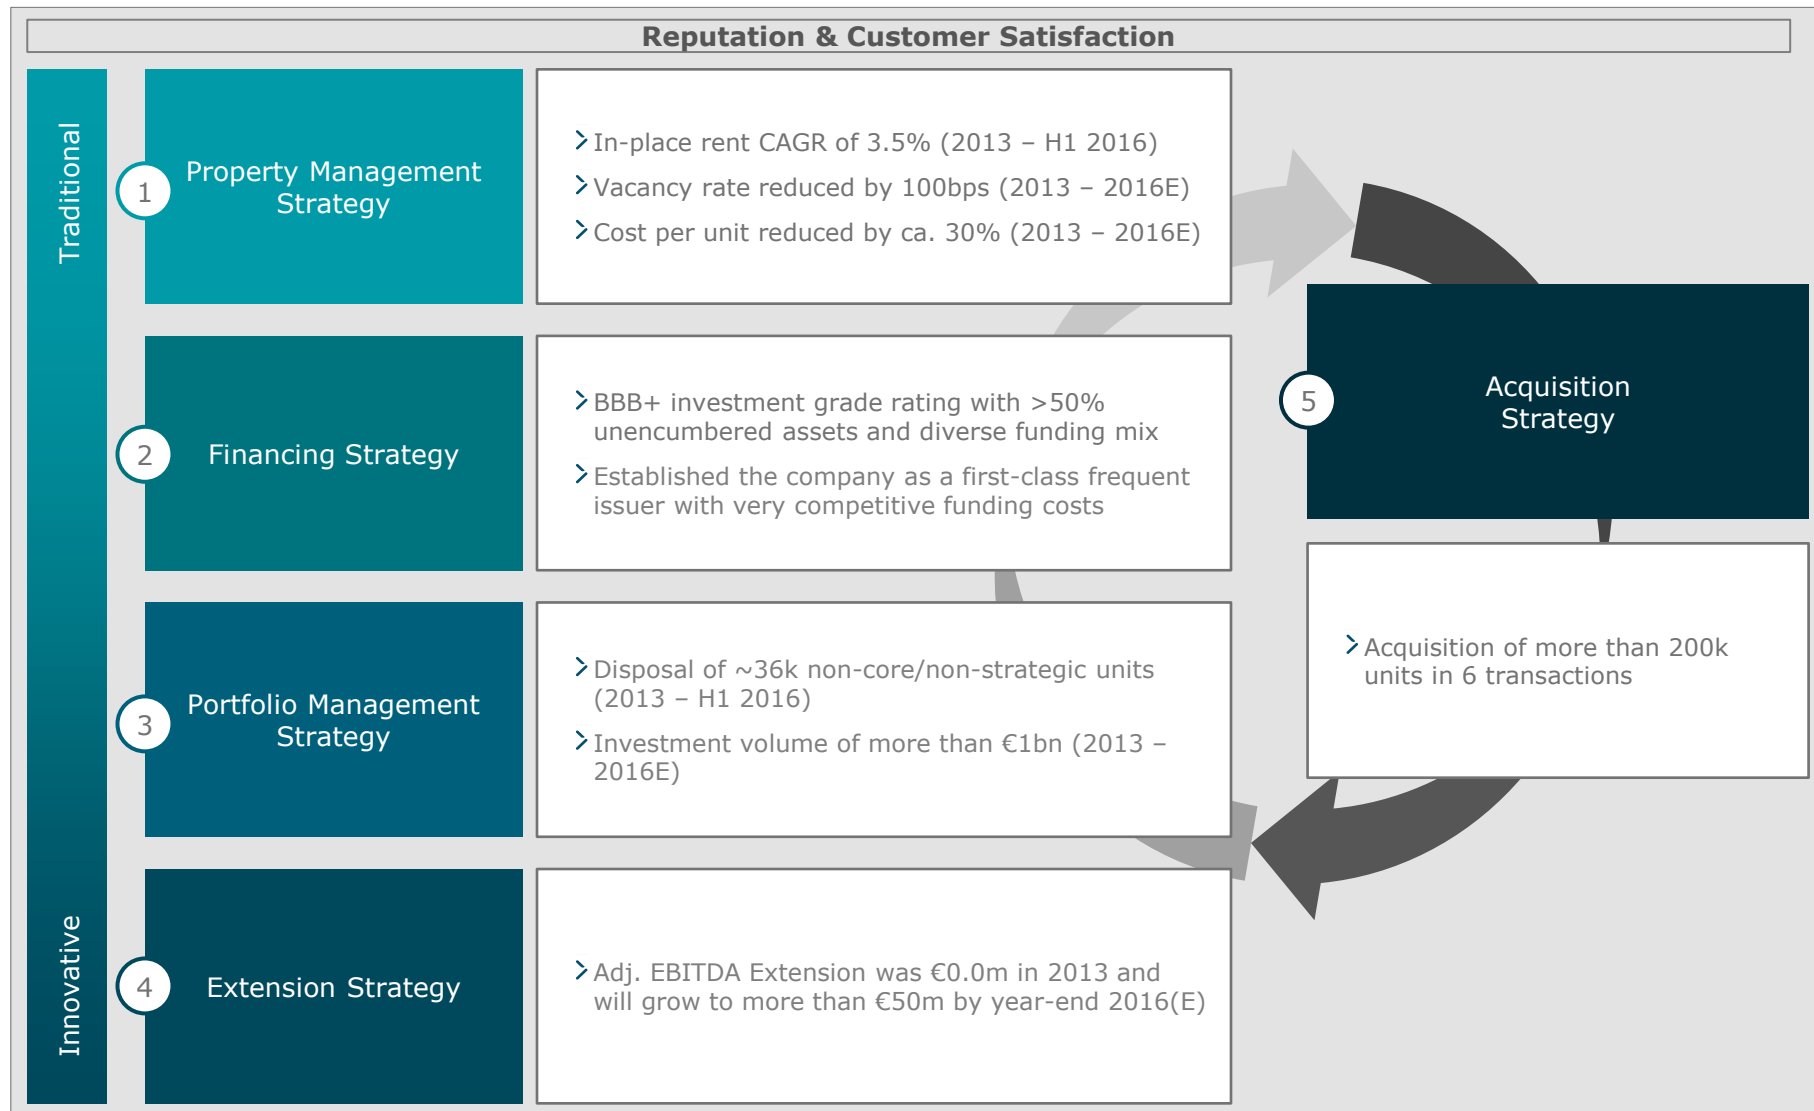 Reputation & Customer Satisfaction
Traditional
Innovative
1
Property Management
Strategy
In-place rent CAGR of 3.5% (2013 – H1 2016)
Vacancy rate reduced by 100bps (2013 – 2016E)
Cost per unit reduced by ca. 30% (2013 – 2016E)
2
Financing Strategy
BBB+ investment grade rating with >50%
unencumbered assets and diverse funding mix
Established the company as a first-class frequent
issuer with very competitive funding costs
3
Portfolio Management
Strategy
Disposal of ~36k non-core/non-strategic units
(2013 – H1 2016)
Investment volume of more than €1bn (2013 –
2016E)
4
Extension Strategy
Adj. EBITDA Extension was €0.0m in 2013 and
will grow to more than €50m by year-end 2016(E)
5
Acquisition
Strategy
Acquisition of more than 200k
units in 6 transactions